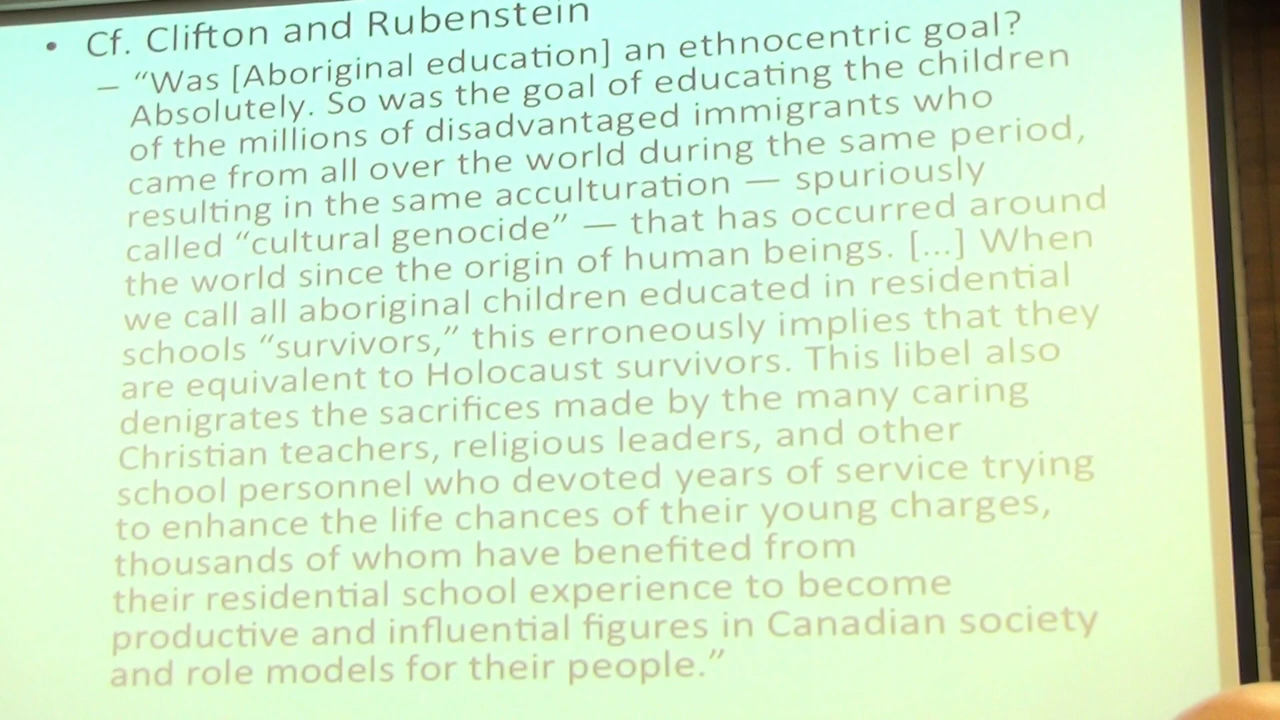 • Cf. Clifton and Rubenstein
– “Was [Aboriginal education] an ethnocentric goal?
Absolutely. So was the goal of educating the children
of the millions of disadvantaged immigrants who
came from all over the world during the same period,
resulting in the same acculturation — spuriously
called “cultural genocide” — that has occurred around
the world since the origin of human beings. [...] When
we call all aboriginal children educated in residential
schools “survivors,” this erroneously implies that they
are equivalent to Holocaust survivors. This libel also
denigrates the sacrifices made by the many caring
Christian teachers, religious leaders, and other
school personnel who devoted years of service trying
to enhance the life chances of their young charges,
thousands of whom have benefited from
their residential school experience to become
productive and influential figures in Canadian society
and role models for their people.”